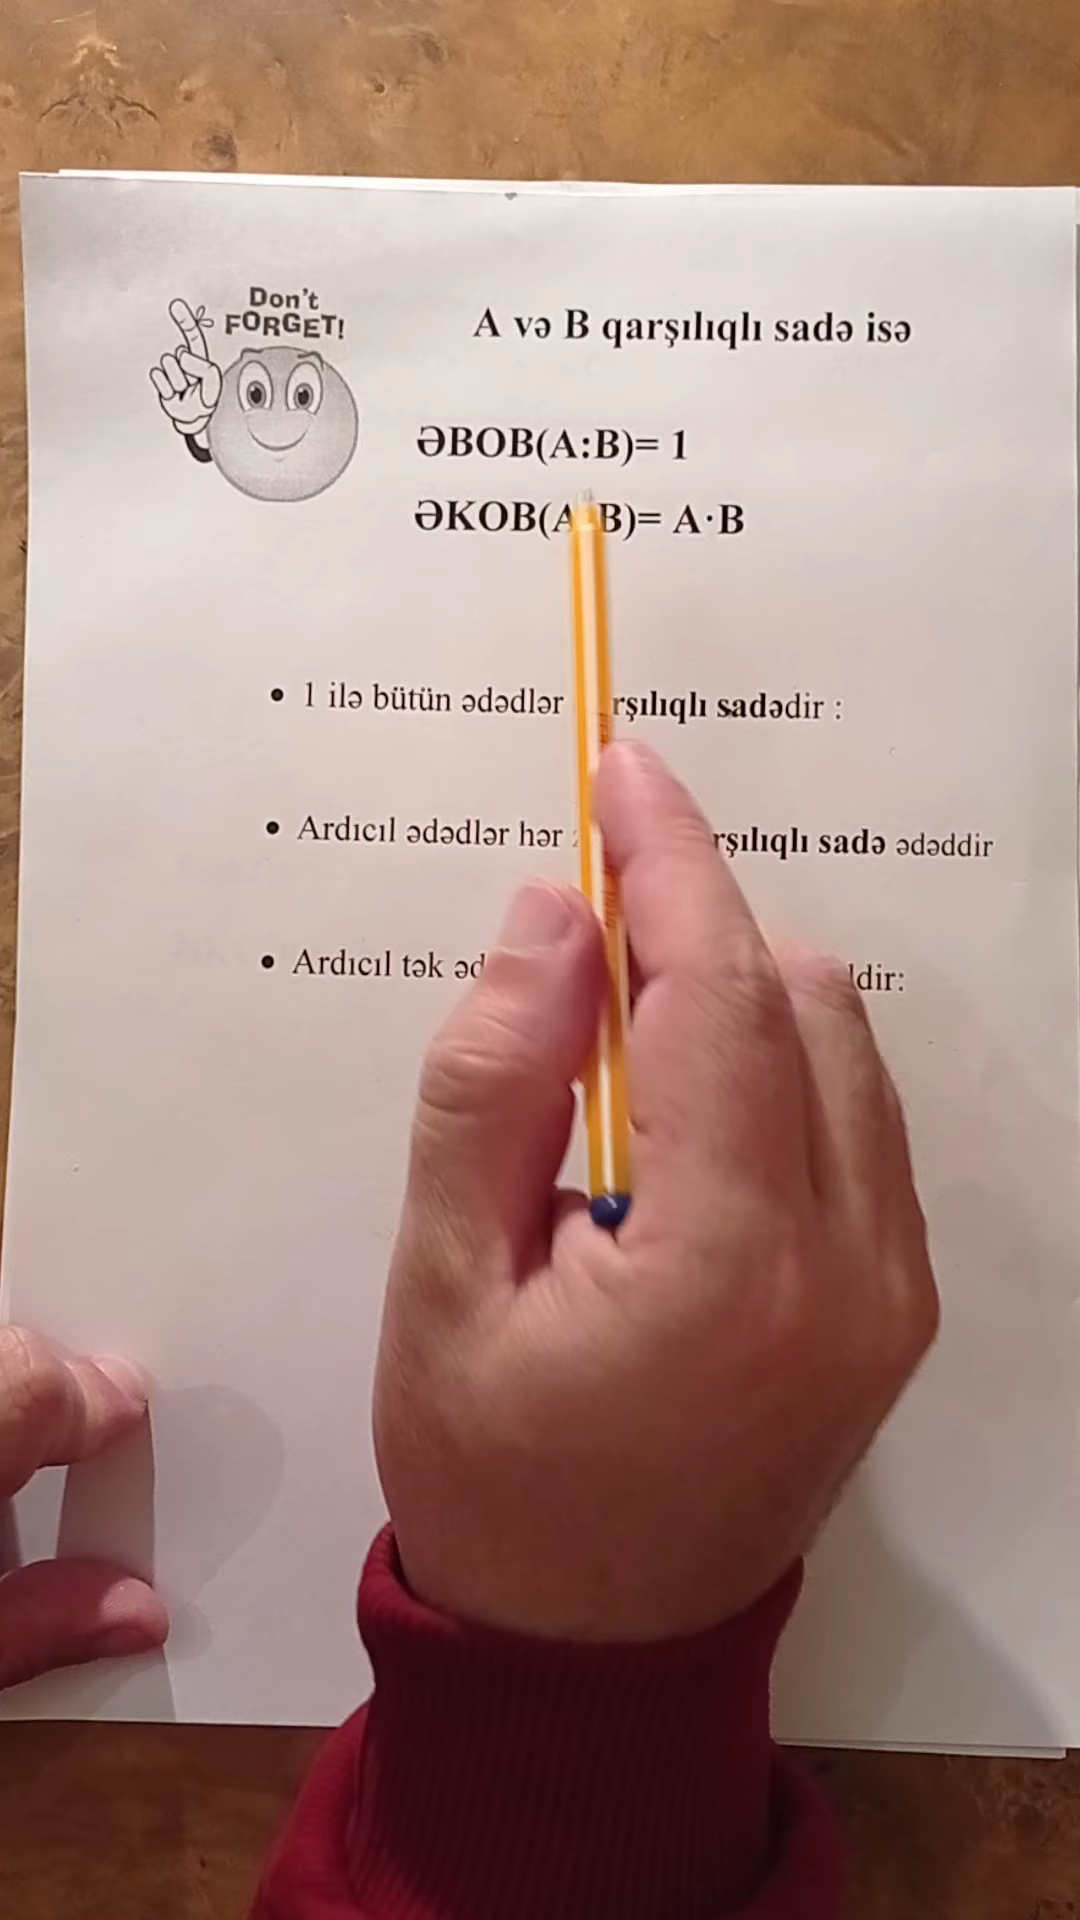 Don't
FORGET!
A və B qarşılıqlı sadə isə
ƏBOB(A:B)= 1
ƏKOB(A B)= A·B
• 1 ilə bütün ədədlər rşılıqlı sadədir :
• Ardıcıl ədədlər hər rşılıqlı sadə ədəddir
• Ardıcıl tək